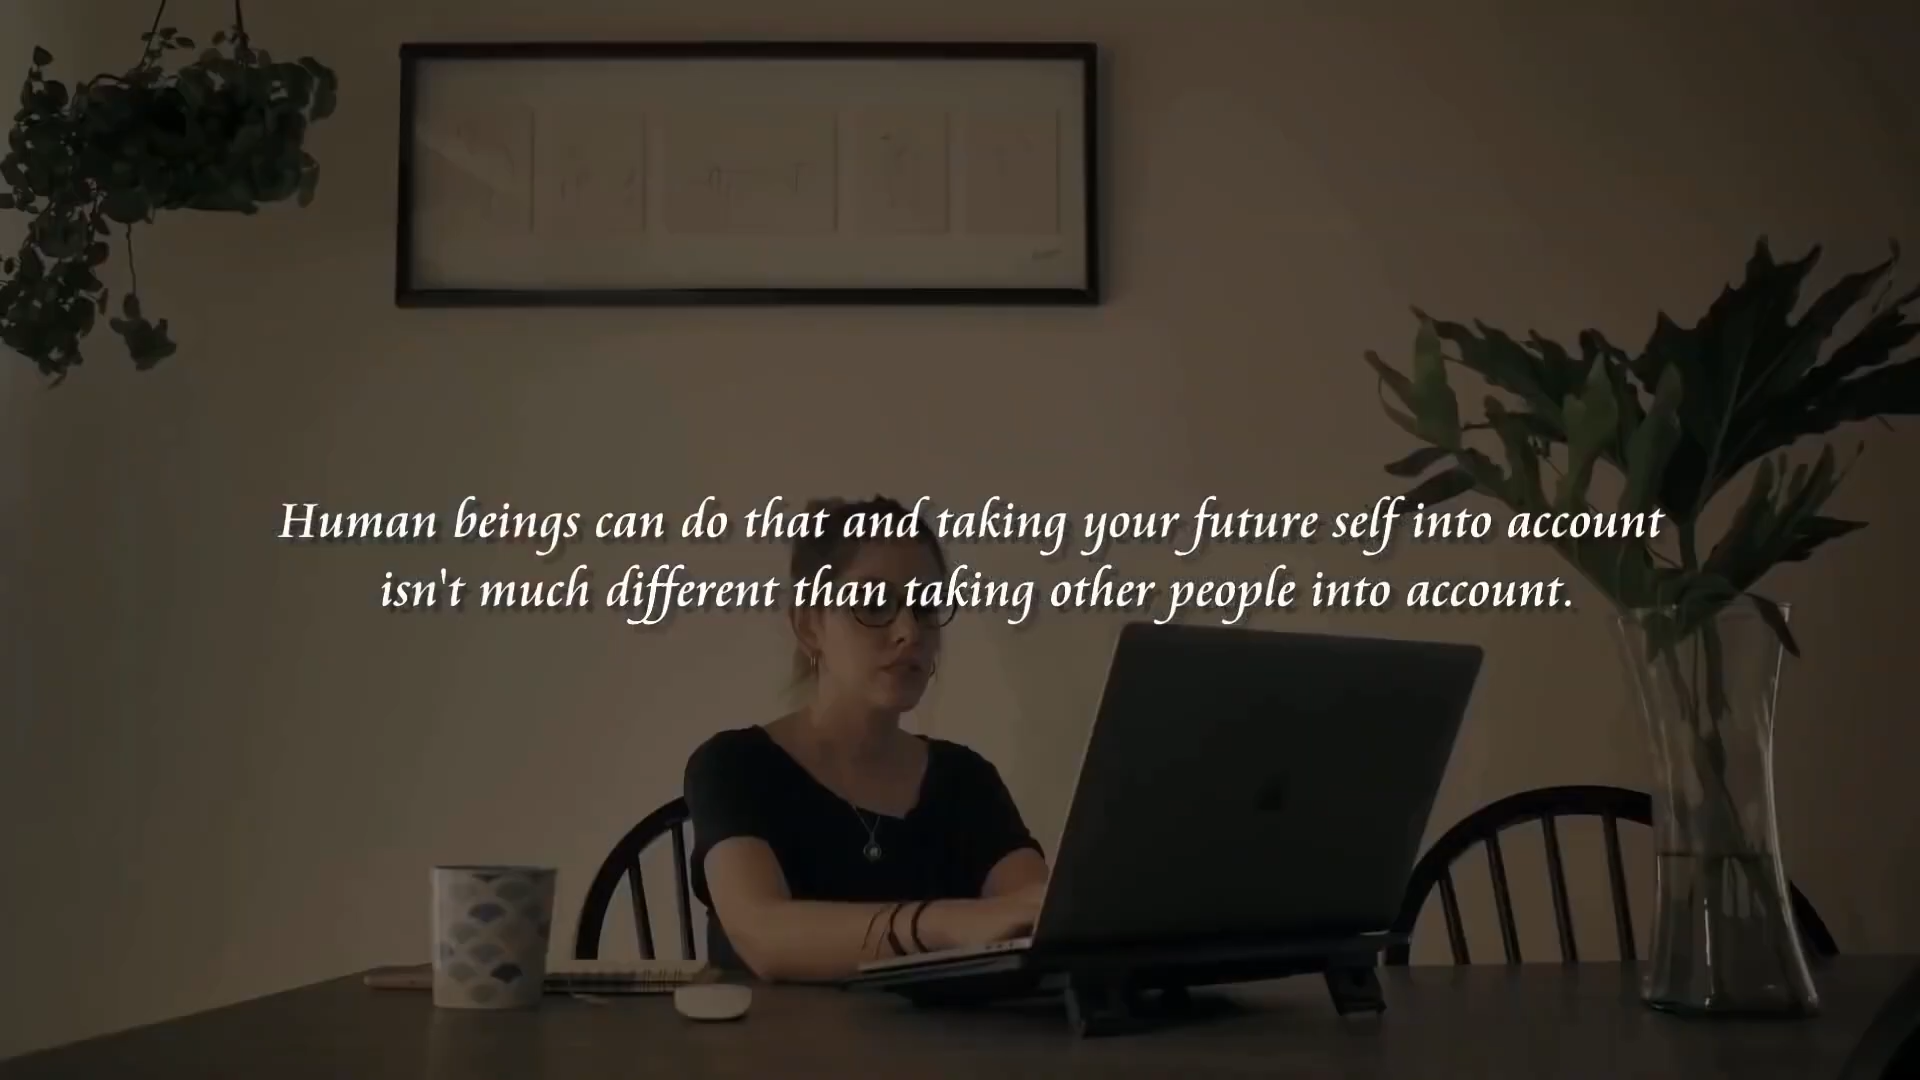 Human beings can do that and taking your future self into account
isn't much different than taking other people into account.